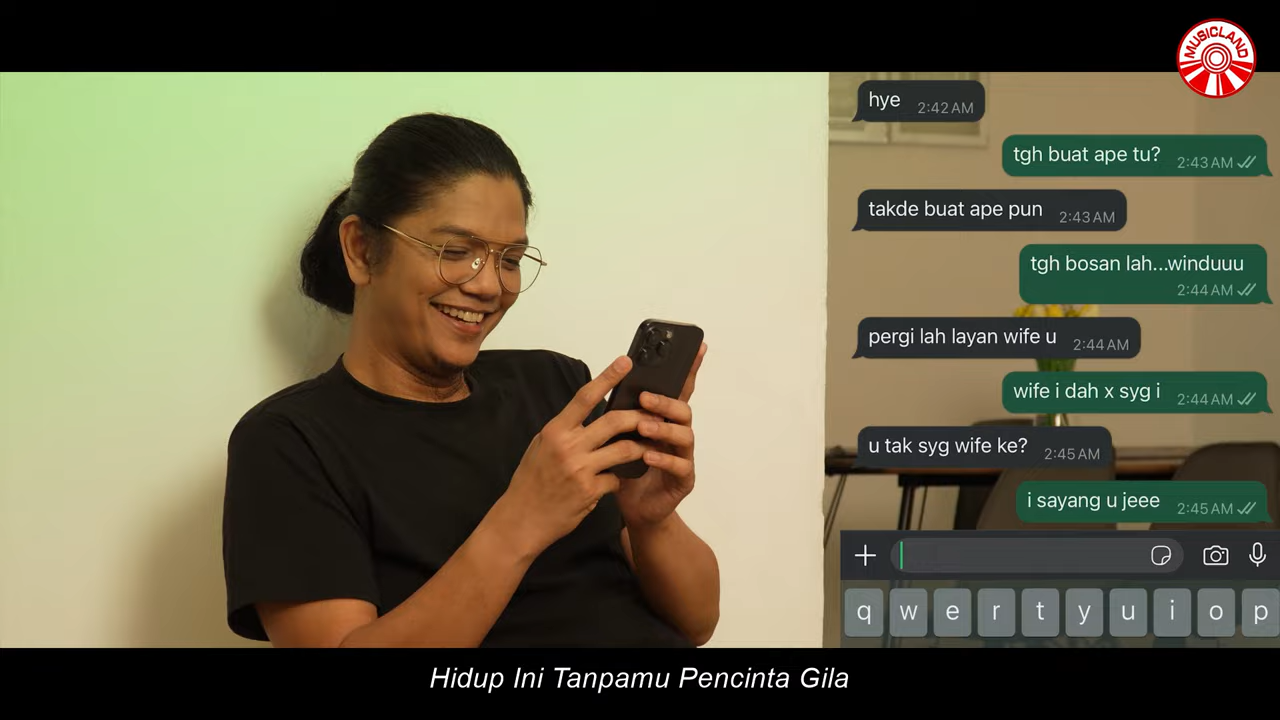 MUSICLAND
hye 2:42 AM
tgh buat ape tu? 2:43 AM
takde buat ape pun 2:43 AM
tgh bosan lah...winduuu
2:44 AM
pergi lah layan wife u 2:44 AM
wife i dah x syg i 2:44 AM
u tak syg wife ke? 2:45 AM
i sayang u jeee 2:45 AM
q w e r t y u i o p
Hidup Ini Tanpamu Pencinta Gila